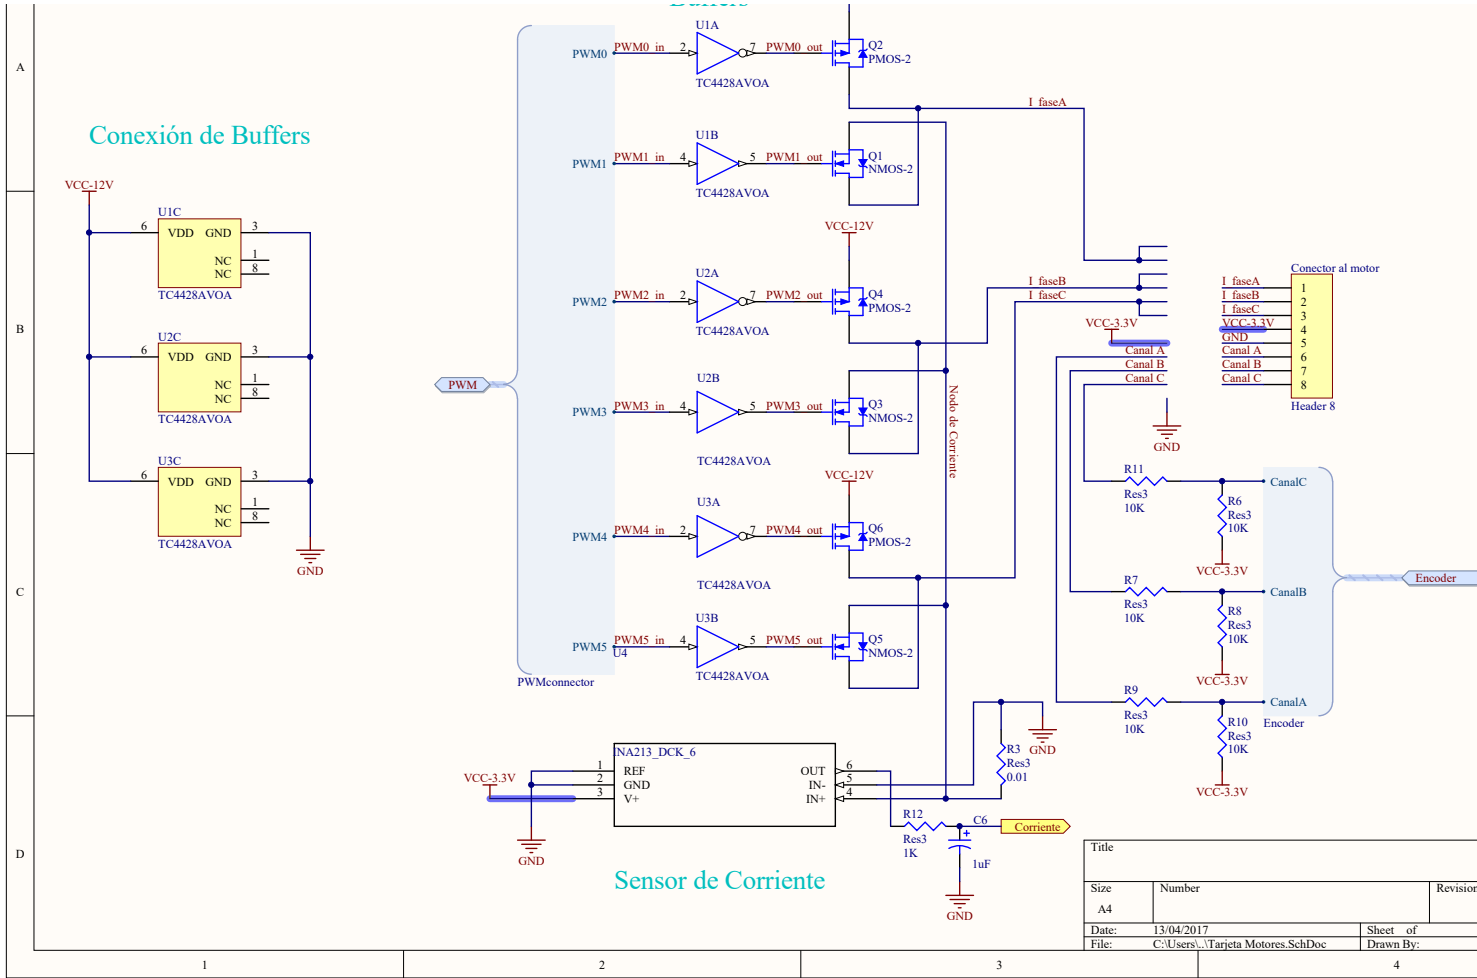 Buffers
A
B
C
D
Conexión de Buffers
VCC-12V
U1C
6 VDD GND 3
NC 1
NC 8
TC4428AVOA
U2C
6 VDD GND 3
NC 1
NC 8
TC4428AVOA
U3C
6 VDD GND 3
NC 1
NC 8
TC4428AVOA
GND
PWM
PWM0
PWM1
PWM2
PWM3
PWM4
PWM5
U4
PWMconnector
U1A
PWM0_in 2 7 PWM0_out
TC4428AVOA
Q2
PMOS-2
U1B
PWM1_in 4 5 PWM1_out
TC4428AVOA
Q1
NMOS-2
VCC-12V
U2A
PWM2_in 2 7 PWM2_out
TC4428AVOA
Q4
PMOS-2
U2B
PWM3_in 4 5 PWM3_out
TC4428AVOA
Q3
NMOS-2
VCC-12V
U3A
PWM4_in 2 7 PWM4_out
TC4428AVOA
Q6
PMOS-2
U3B
PWM5_in 4 5 PWM5_out
TC4428AVOA
Q5
NMOS-2
Nodo de Corriente
I_faseA
I_faseB
I_faseC
VCC-3.3V
Canal A
Canal B
Canal C
GND
Conector al motor
I_faseA 1
I_faseB 2
I_faseC 3
VCC-3.3V 4
GND 5
Canal A 6
Canal B 7
Canal C 8
Header 8
R11
Res3
10K
R6
Res3
10K
VCC-3.3V
CanalC
R7
Res3
10K
R8
Res3
10K
VCC-3.3V
CanalB
R9
Res3
10K
R10
Res3
10K
VCC-3.3V
CanalA
Encoder
Encoder
INA213_DCK_6
VCC-3.3V
1 REF
2 GND
3 V+
OUT 6
IN- 5
IN+ 4
GND
GND
R3
Res3
0.01
R12
Res3
1K
C6
+
1uF
GND
Corriente
Sensor de Corriente
Title
Size
A4
Number
Revision
Date: 13/04/2017 Sheet of
File: C:\Users\..\Tarjeta Motores.SchDoc Drawn By:
1 2 3 4